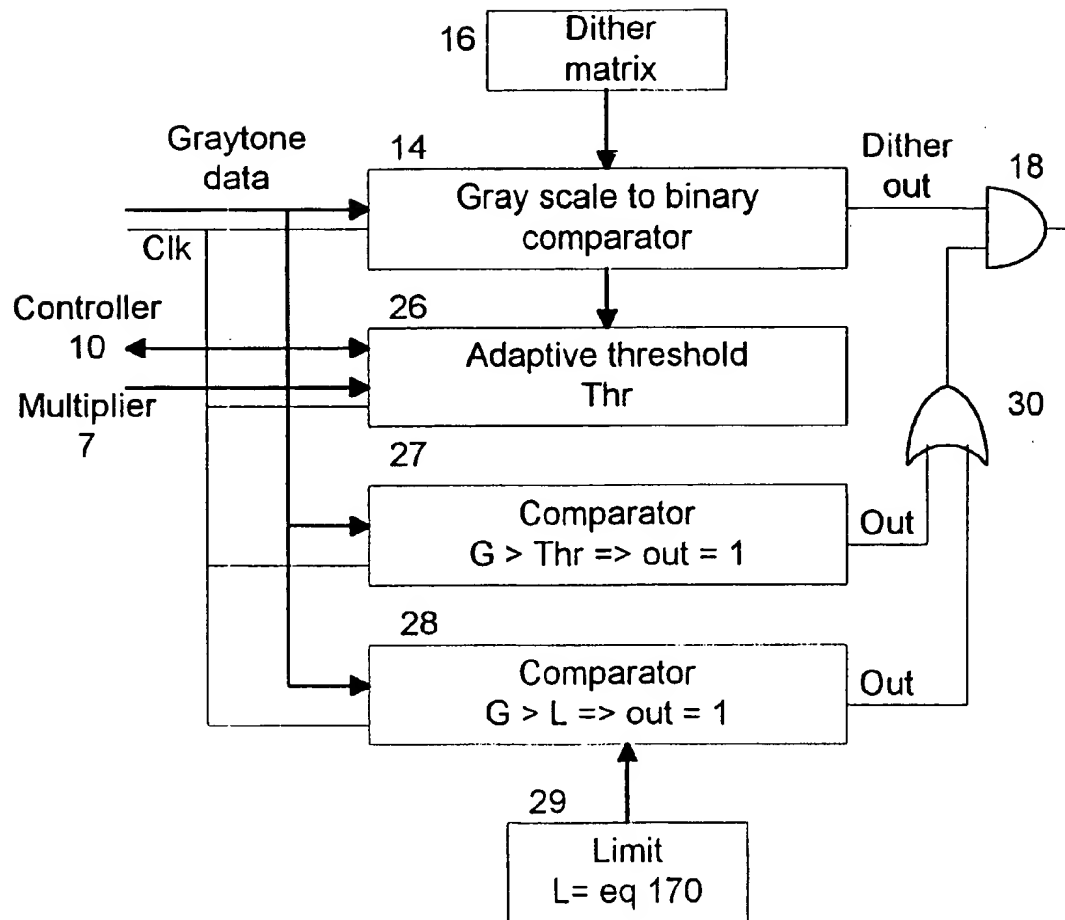 16
Dither
matrix
Graytone
data
14
Gray scale to binary
comparator
Dither
out
18
Clk
Controller
10
26
Adaptive threshold
Thr
Multiplier
7
30
27
Comparator
G > Thr => out = 1
Out
28
Comparator
G > L => out = 1
Out
29
Limit
L= eq 170